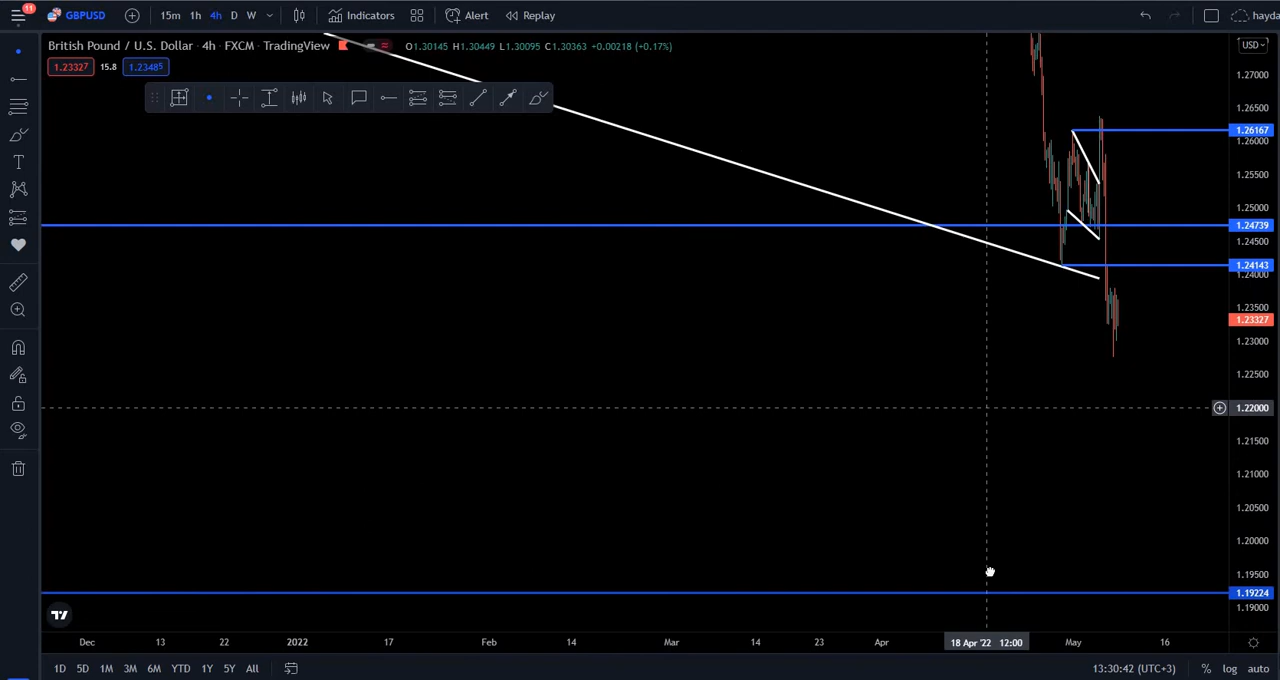 11
GBPUSD
15m 1h 4h D W
Indicators
Alert
Replay
hayda
British Pound / U.S. Dollar · 4h · FXCM · TradingView
O1.30145 H1.30449 L1.30095 C1.30363 +0.00218 (+0.17%)
USD
1.23327 15.8 1.23485
1.27000
1.26500
1.26167
1.26000
1.25500
1.25000
1.24739
1.24500
1.24143
1.24000
1.23500
1.23327
1.23000
1.22500
1.22000
1.21500
1.21000
1.20500
1.20000
1.19500
1.19224
1.19000
Dec 13 22 2022 17 Feb 14 Mar 14 23 Apr 18 Apr '22 12:00 May 16
1D 5D 1M 3M 6M YTD 1Y 5Y All
13:30:42 (UTC+3) % log auto